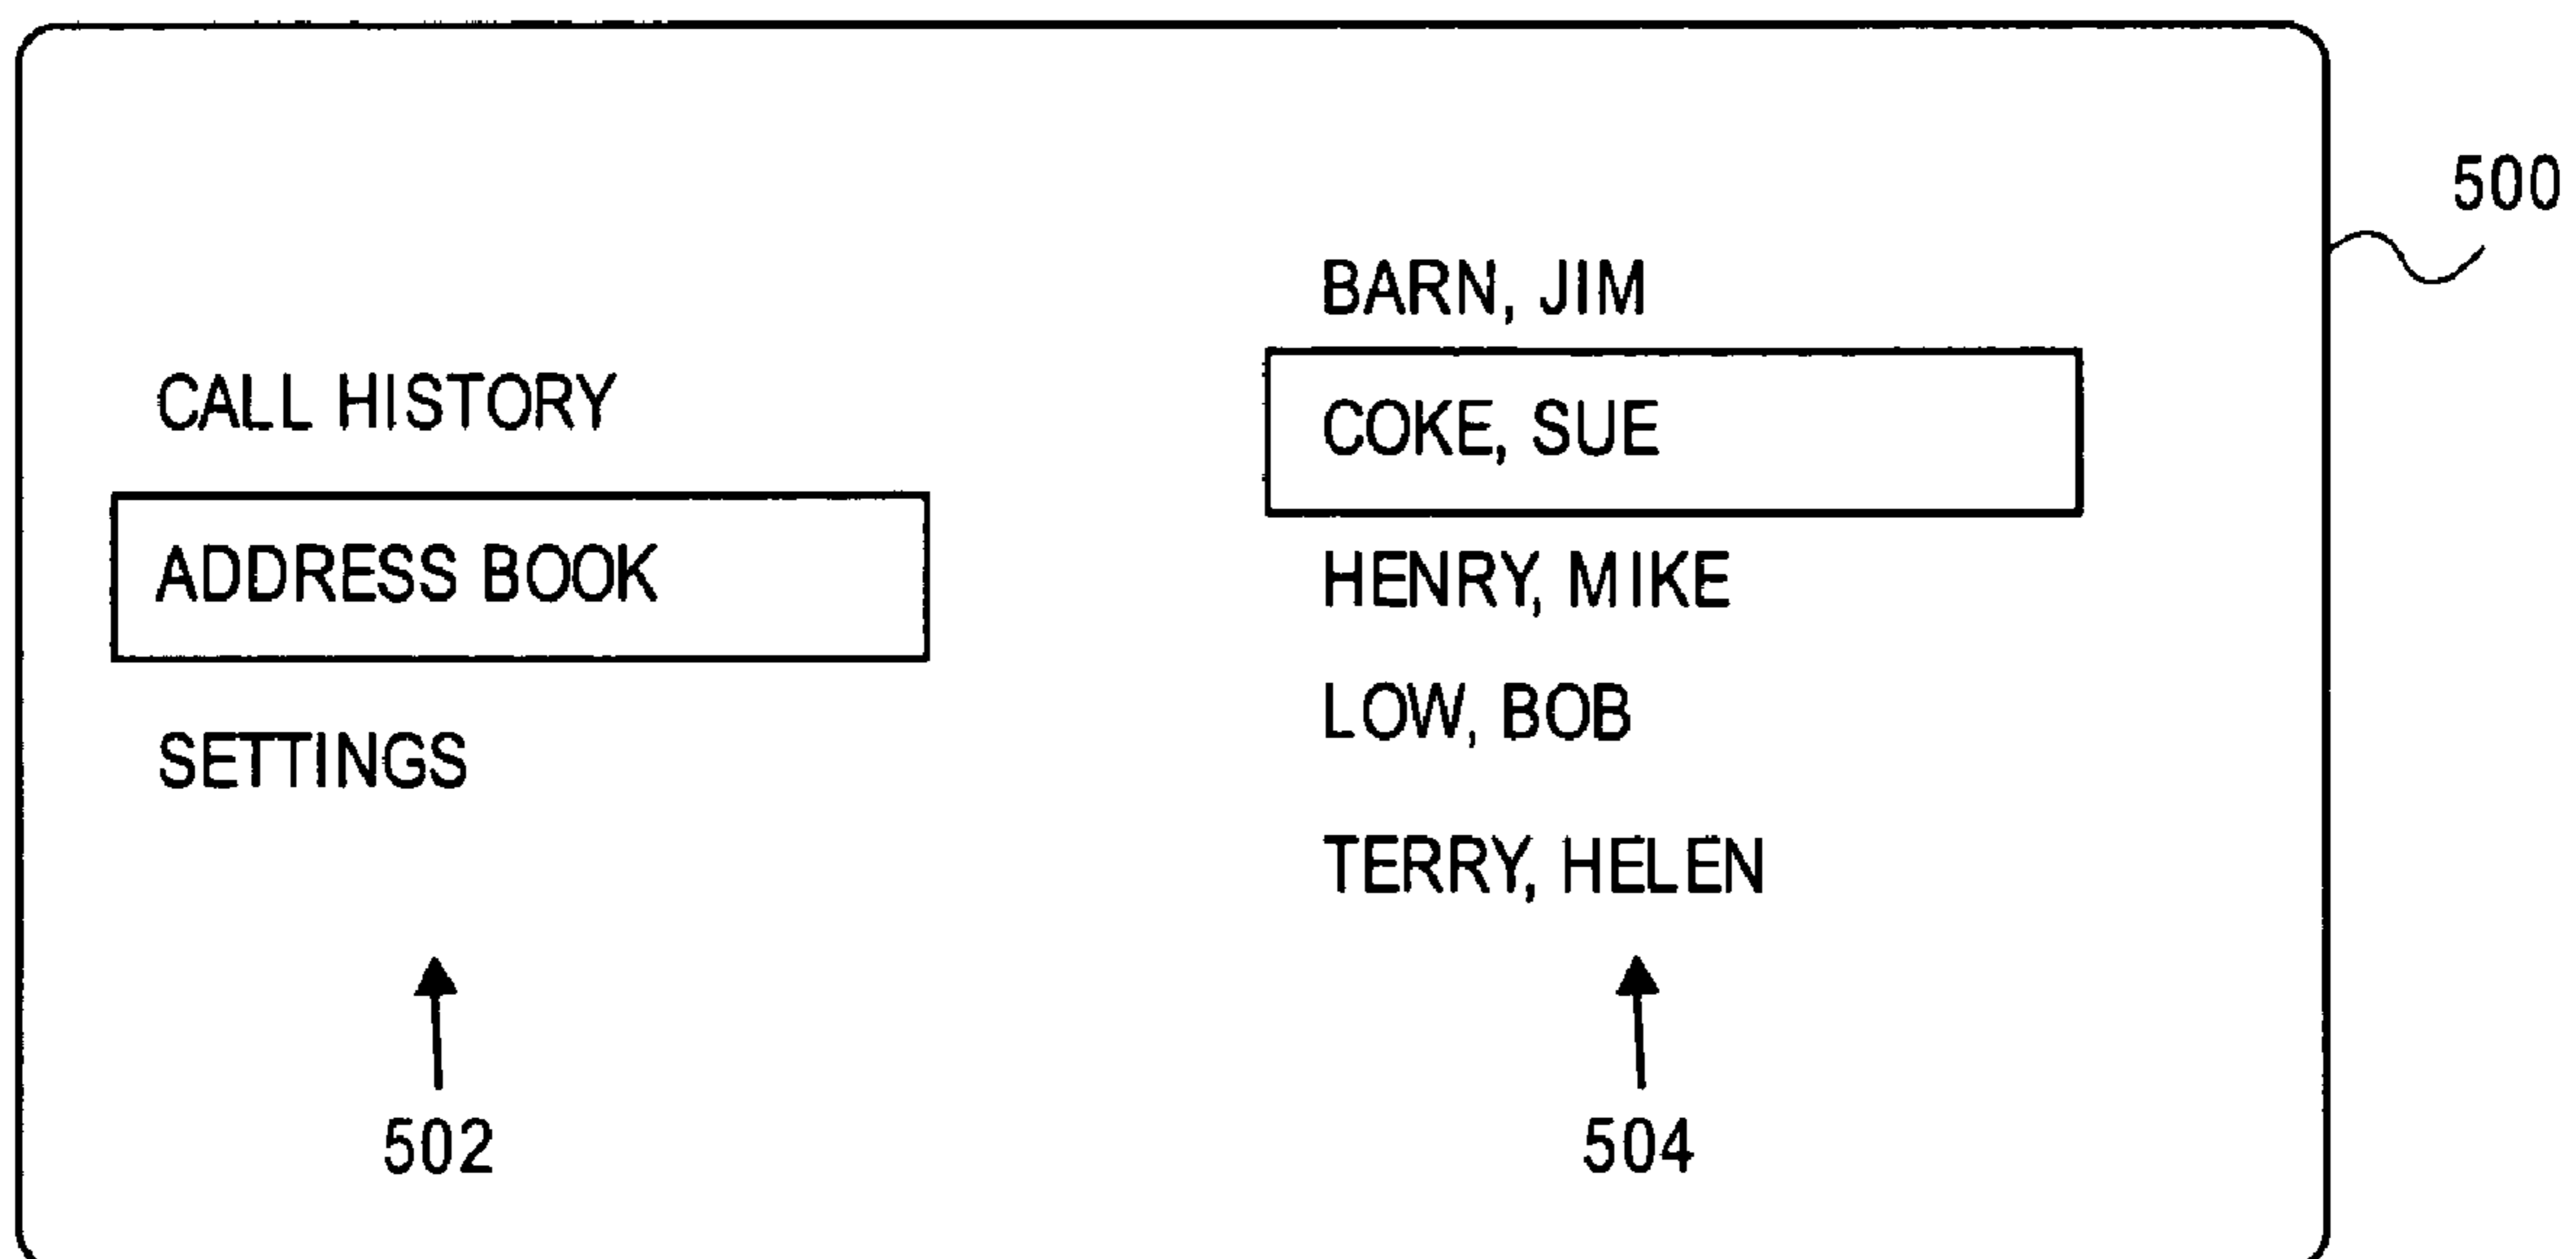 500
CALL HISTORY
ADDRESS BOOK
SETTINGS
502
BARN, JIM
COKE, SUE
HENRY, MIKE
LOW, BOB
TERRY, HELEN
504